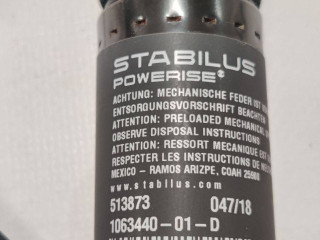 STABILUS
POWERISE®
ACHTUNG: MECHANISCHE FEDER IST
ENTSORGUNGSVORSCHRIFT BEACHTEN
ATTENTION: PRELOADED MECHANICAL
OBSERVE DISPOSAL INSTRUCTIONS
ATTENTION: RESSORT MECANIQUE EST
RESPECTER LES INSTRUCTIONS DE
MEXICO - RAMOS ARIZPE, COAH 25900
www.stabilus.com
513873 047/18
1063440-01-D